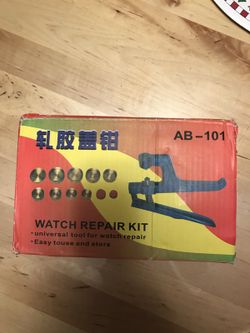 轧胶盖钳
AB-101
WATCH REPAIR KIT
·universal tool for watch repair
·Easy touse and store